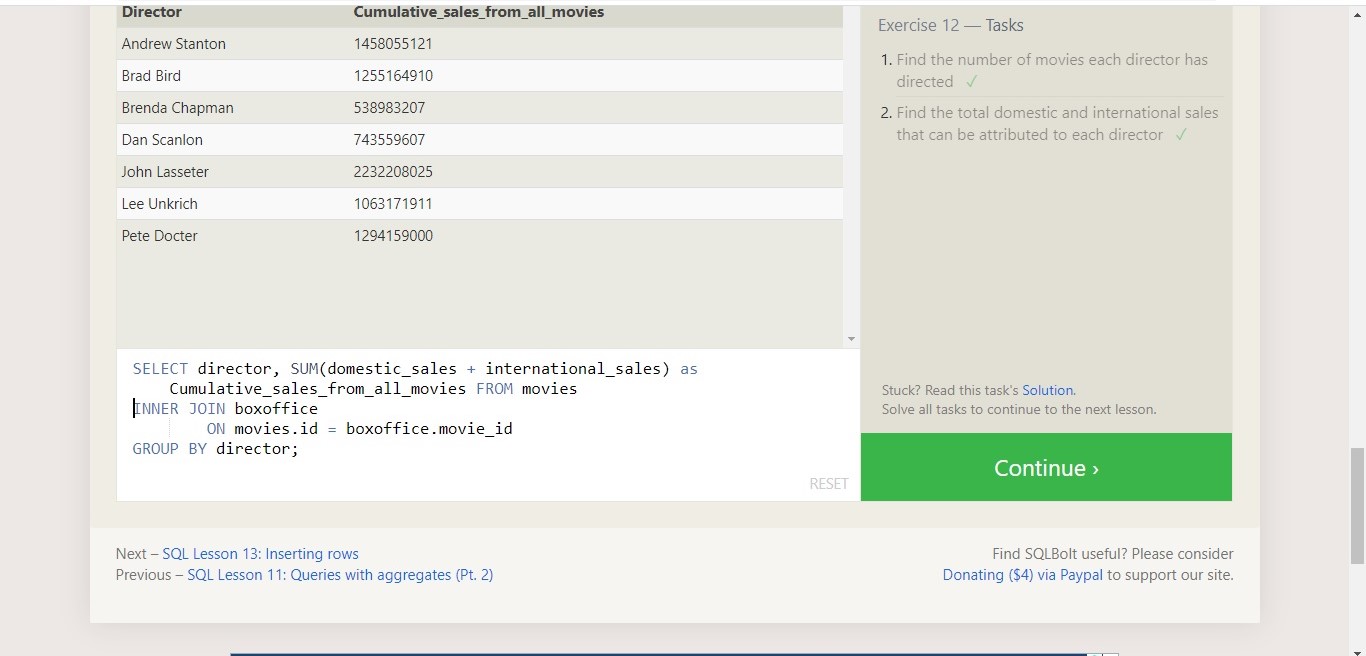 Director Cumulative_sales_from_all_movies
Andrew Stanton 1458055121
Brad Bird 1255164910
Brenda Chapman 538983207
Dan Scanlon 743559607
John Lasseter 2232208025
Lee Unkrich 1063171911
Pete Docter 1294159000
SELECT director, SUM(domestic_sales + international_sales) as
Cumulative_sales_from_all_movies FROM movies
INNER JOIN boxoffice
ON movies.id = boxoffice.movie_id
GROUP BY director;
RESET
Exercise 12 — Tasks
1. Find the number of movies each director has
directed ✓
2. Find the total domestic and international sales
that can be attributed to each director ✓
Stuck? Read this task's Solution.
Solve all tasks to continue to the next lesson.
Continue ›
Next – SQL Lesson 13: Inserting rows
Previous – SQL Lesson 11: Queries with aggregates (Pt. 2)
Find SQLBolt useful? Please consider
Donating ($4) via Paypal to support our site.